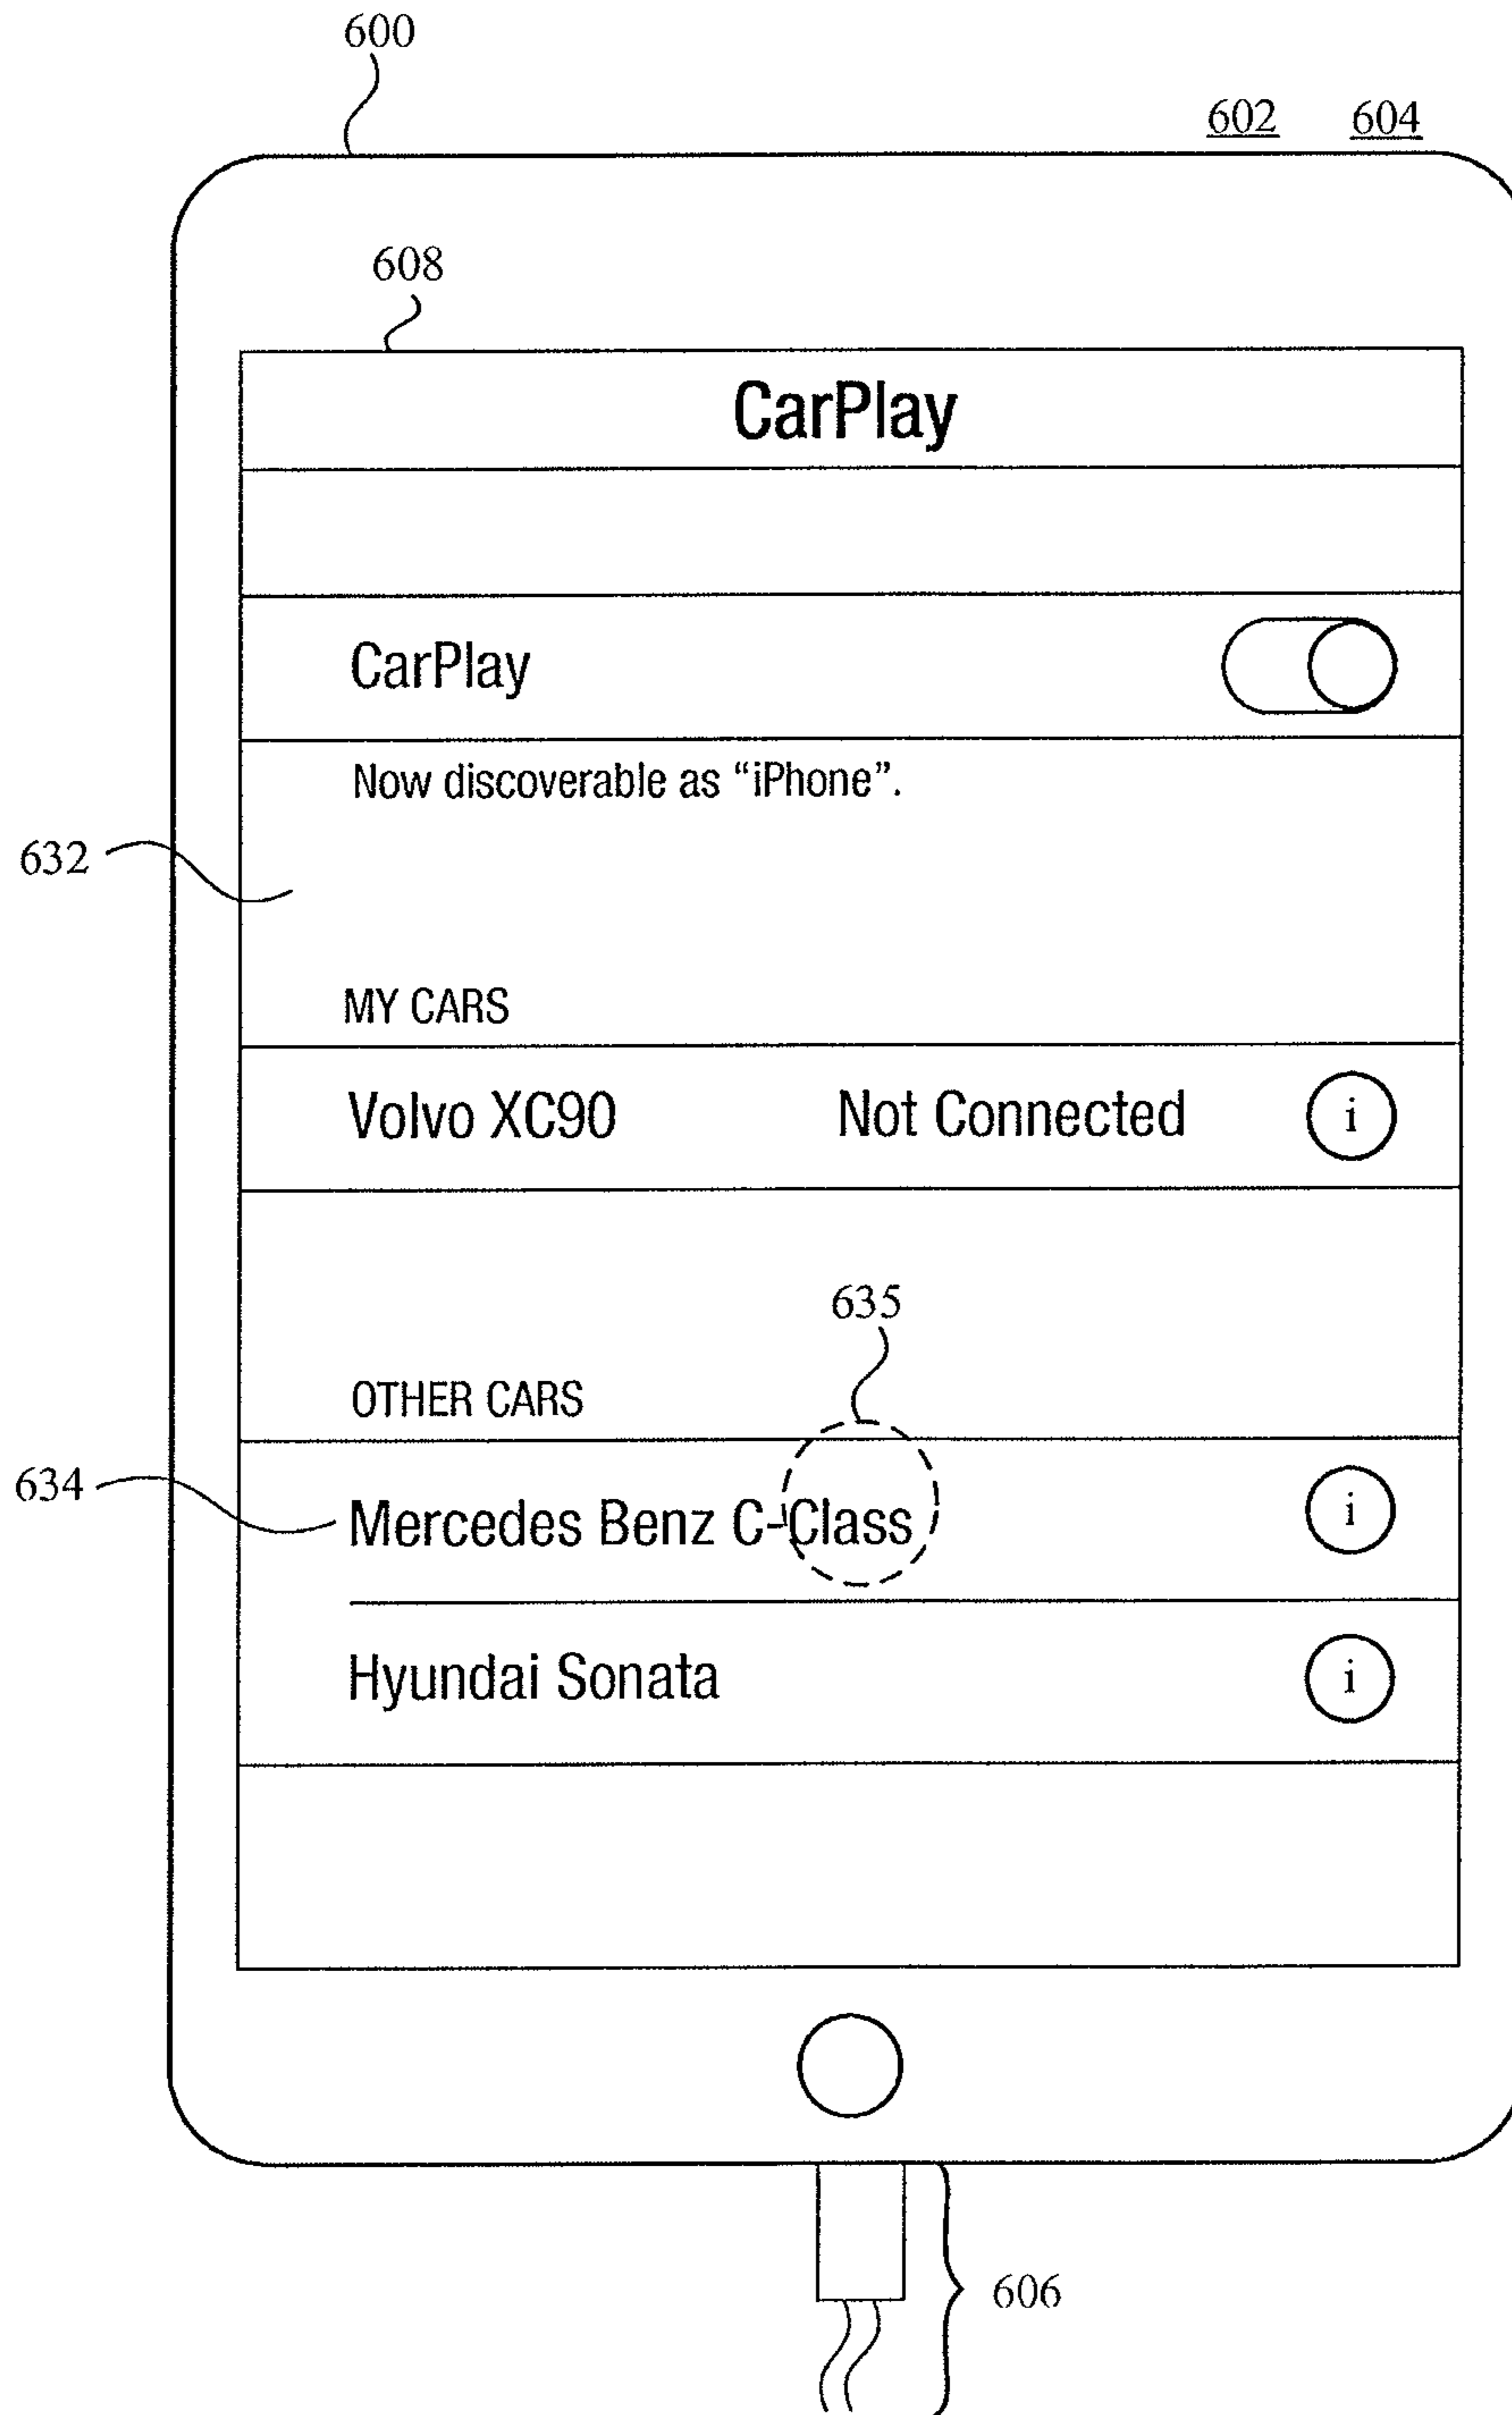 600
602 604
608
CarPlay
CarPlay
Now discoverable as “iPhone”.
632
MY CARS
Volvo XC90 Not Connected i
635
OTHER CARS
634 Mercedes Benz C-Class i
Hyundai Sonata i
606